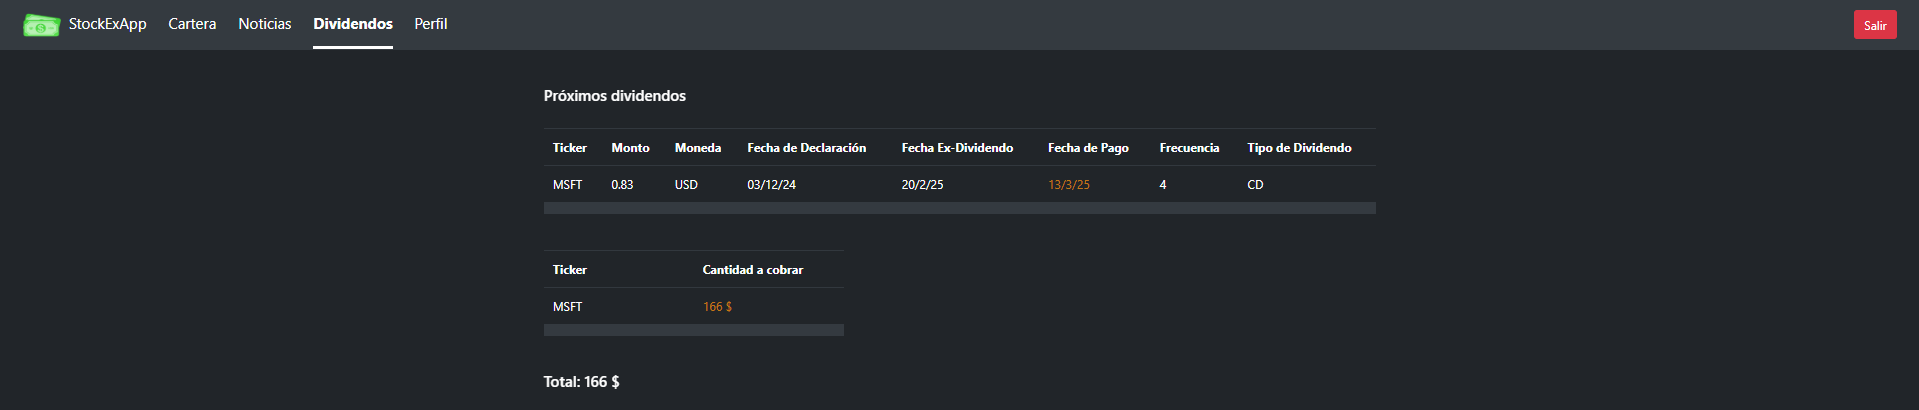 StockExApp Cartera Noticias Dividendos Perfil Salir
Próximos dividendos
Ticker Monto Moneda Fecha de Declaración Fecha Ex-Dividendo Fecha de Pago Frecuencia Tipo de Dividendo
MSFT 0.83 USD 03/12/24 20/2/25 13/3/25 4 CD
Ticker Cantidad a cobrar
MSFT 166 $
Total: 166 $